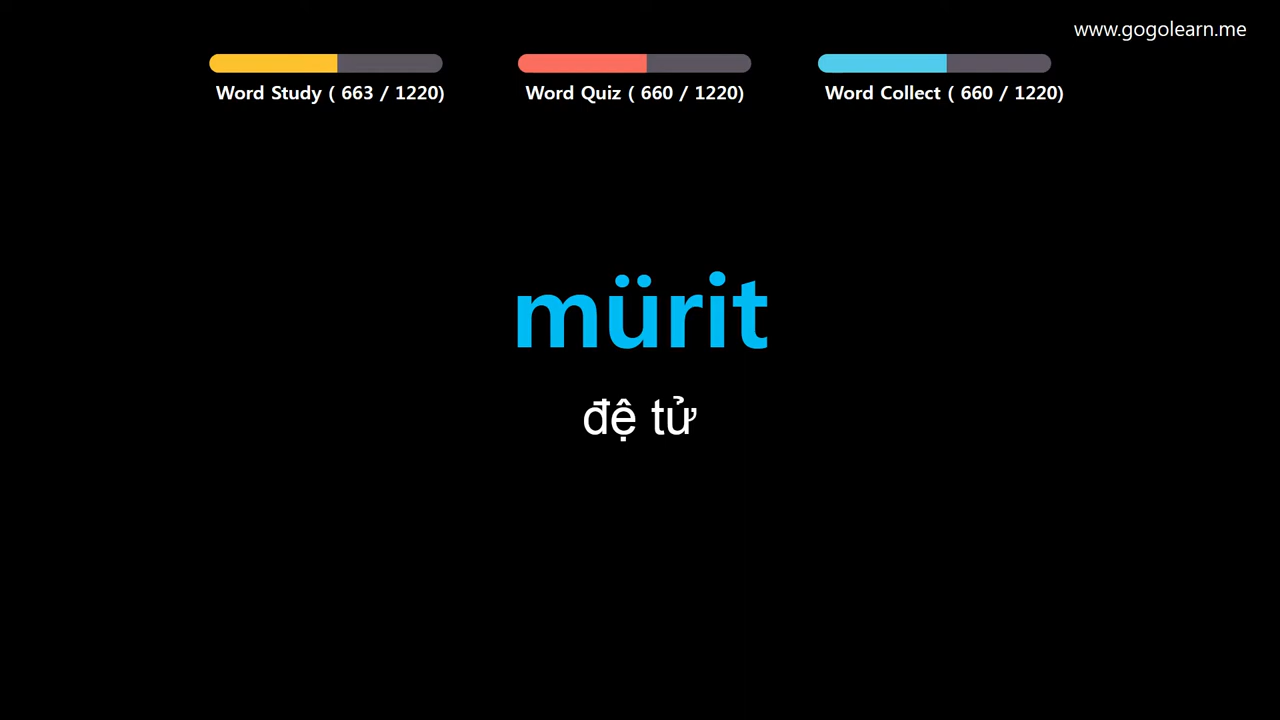 www.gogolearn.me
Word Study ( 663 / 1220)
Word Quiz ( 660 / 1220)
Word Collect ( 660 / 1220)
mürit
đệ tử